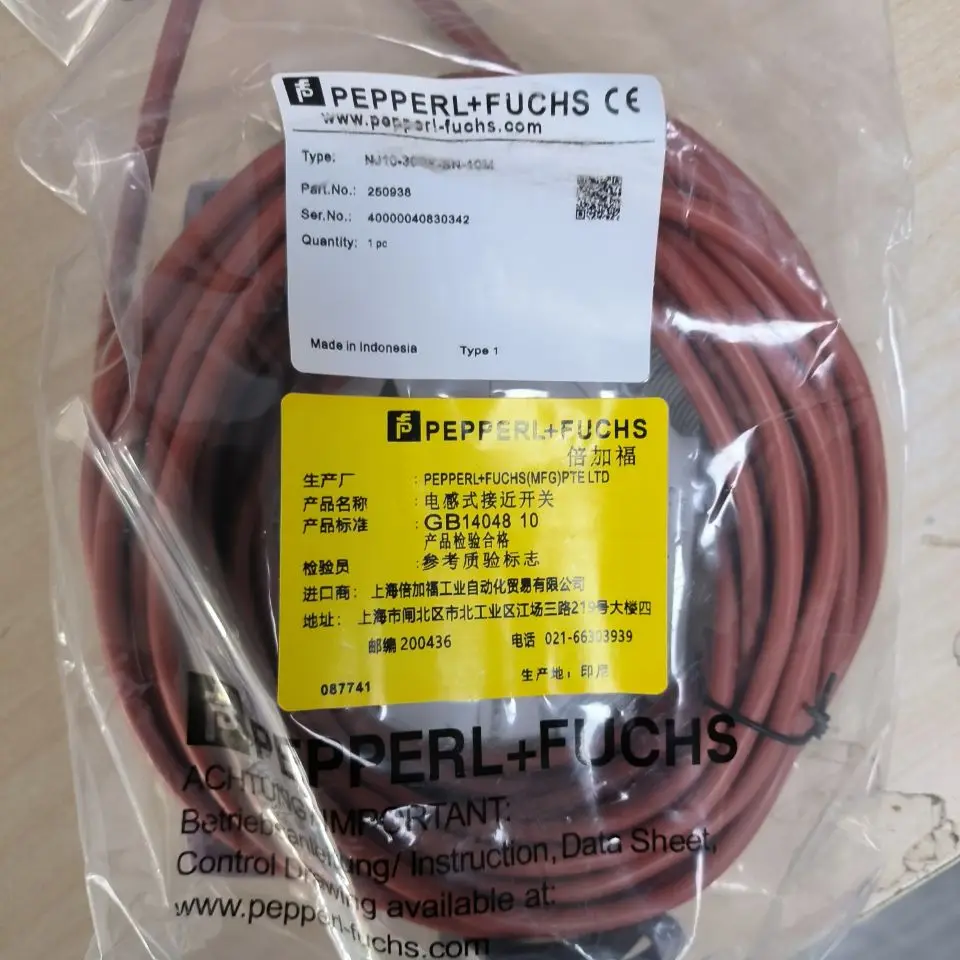 PEPPERL+FUCHS CE
www.pepperl-fuchs.com
Type:
Part.No.: 250938
Ser.No.: 40000040830342
Quantity: 1 pc
Made in Indonesia Type 1
PEPPERL+FUCHS
倍加福
生产厂 : PEPPERL+FUCHS(MFG)PTE LTD
产品名称 : 电感式接近开关
产品标准 : GB14048 10
产品检验合格
检验员 : 参考质验标志
进口商: 上海倍加福工业自动化贸易有限公司
地址: 上海市闸北区市北工业区江场三路219号大楼四
邮编 200436 电话 021-66303939
生产地: 印尼
087741
PEPPERL+FUCHS
ACHTUNG/IMPORTANT:
Betriebsanleitung/ Instruction, Data Sheet,
Control Drawing available at:
www.pepperl-fuchs.com